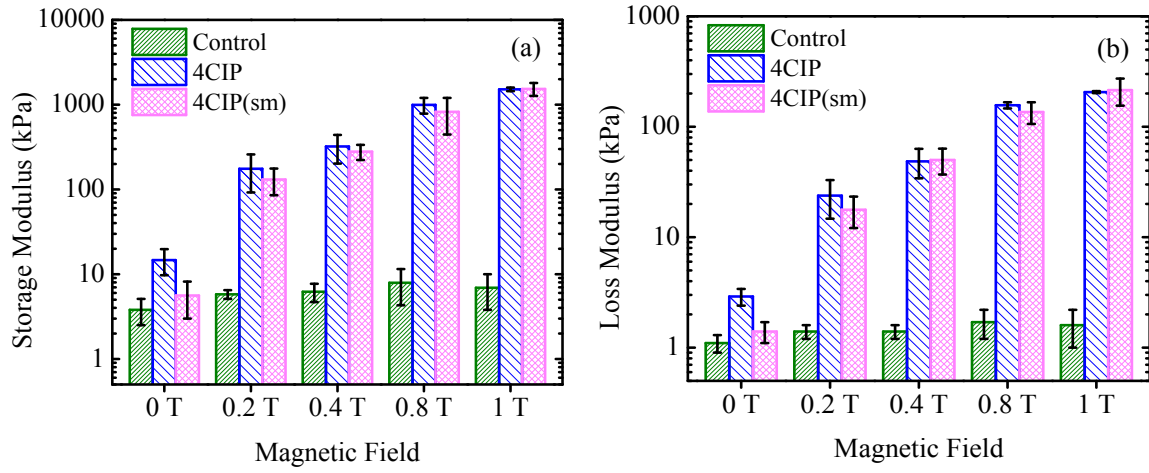 Storage Modulus (kPa)
10000
1000
100
10
1
Control
4CIP
4CIP(sm)
(a)
0 T 0.2 T 0.4 T 0.8 T 1 T
Magnetic Field
Loss Modulus (kPa)
1000
100
10
1
Control
4CIP
4CIP(sm)
(b)
0 T 0.2 T 0.4 T 0.8 T 1 T
Magnetic Field